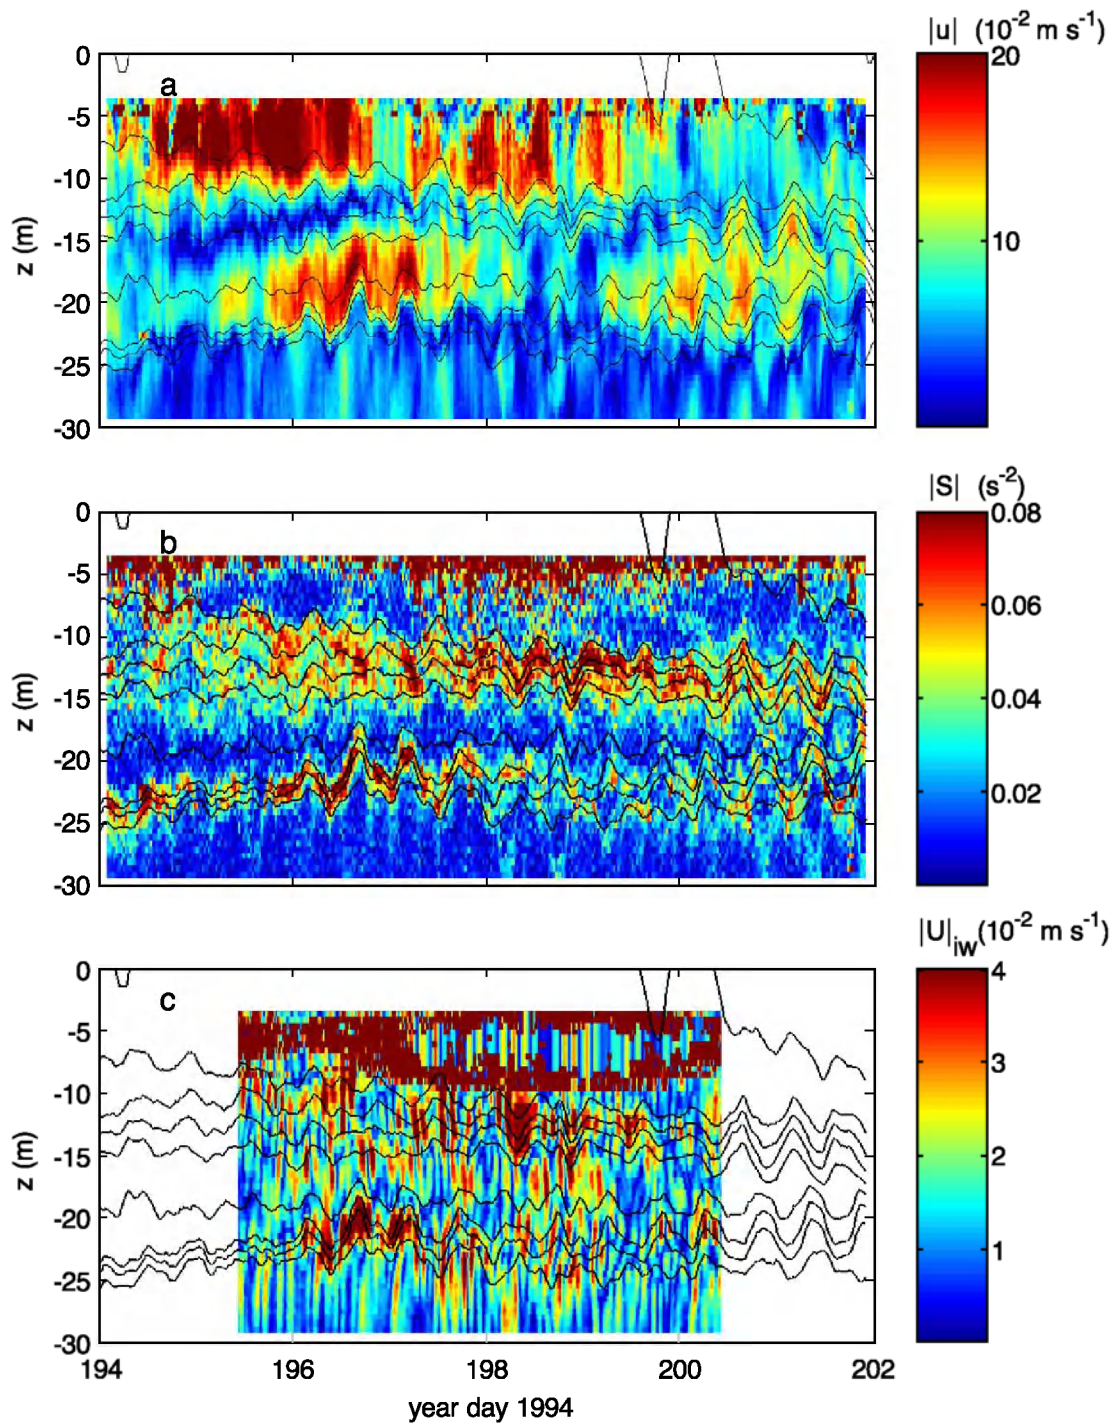 |u| (10⁻² m s⁻¹)
0
-5
-10
-15
-20
-25
-30
z (m)
a
20
10
|S| (s⁻²)
0
-5
-10
-15
-20
-25
-30
z (m)
b
0.08
0.06
0.04
0.02
|U|iw(10⁻² m s⁻¹)
0
-5
-10
-15
-20
-25
-30
z (m)
c
4
3
2
1
194 196 198 200 202
year day 1994